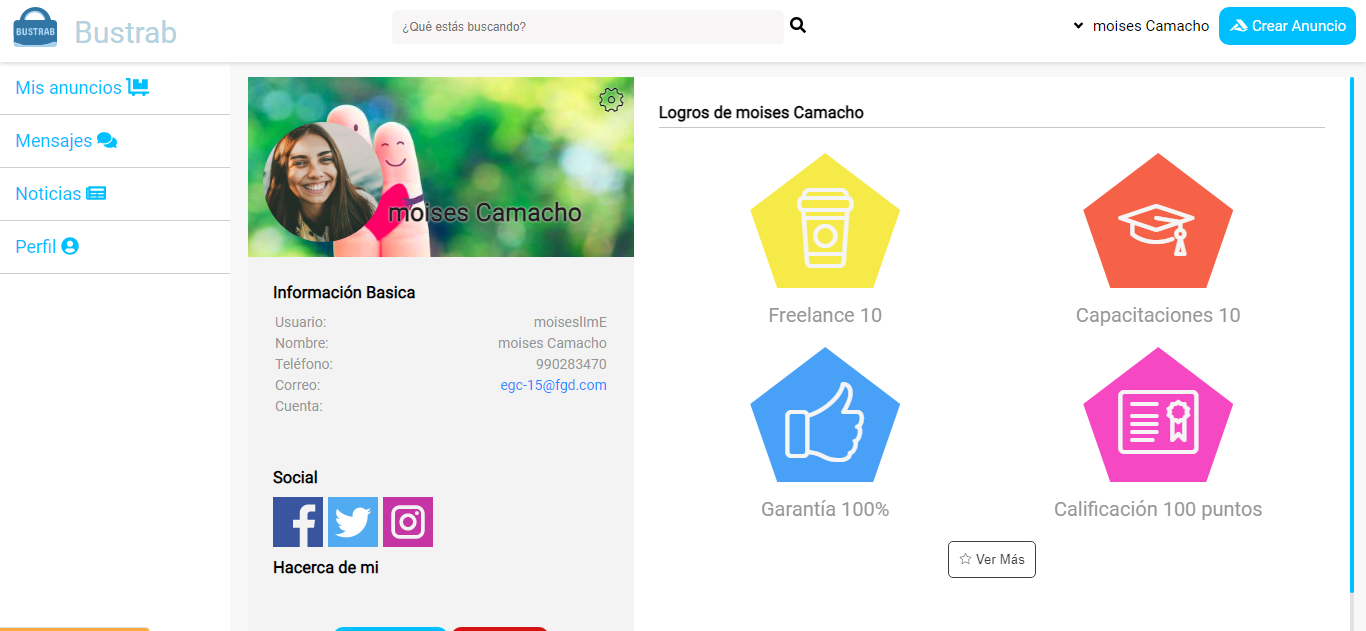 BUSTRAB
Bustrab
¿Qué estás buscando?
moises Camacho
Crear Anuncio
Mis anuncios
Mensajes
Noticias
Perfil
moises Camacho
Información Basica
Usuario: moiseslImE
Nombre: moises Camacho
Teléfono: 990283470
Correo: egc-15@fgd.com
Cuenta:
Social
Hacerca de mi
Logros de moises Camacho
Freelance 10
Capacitaciones 10
Garantía 100%
Calificación 100 puntos
Ver Más